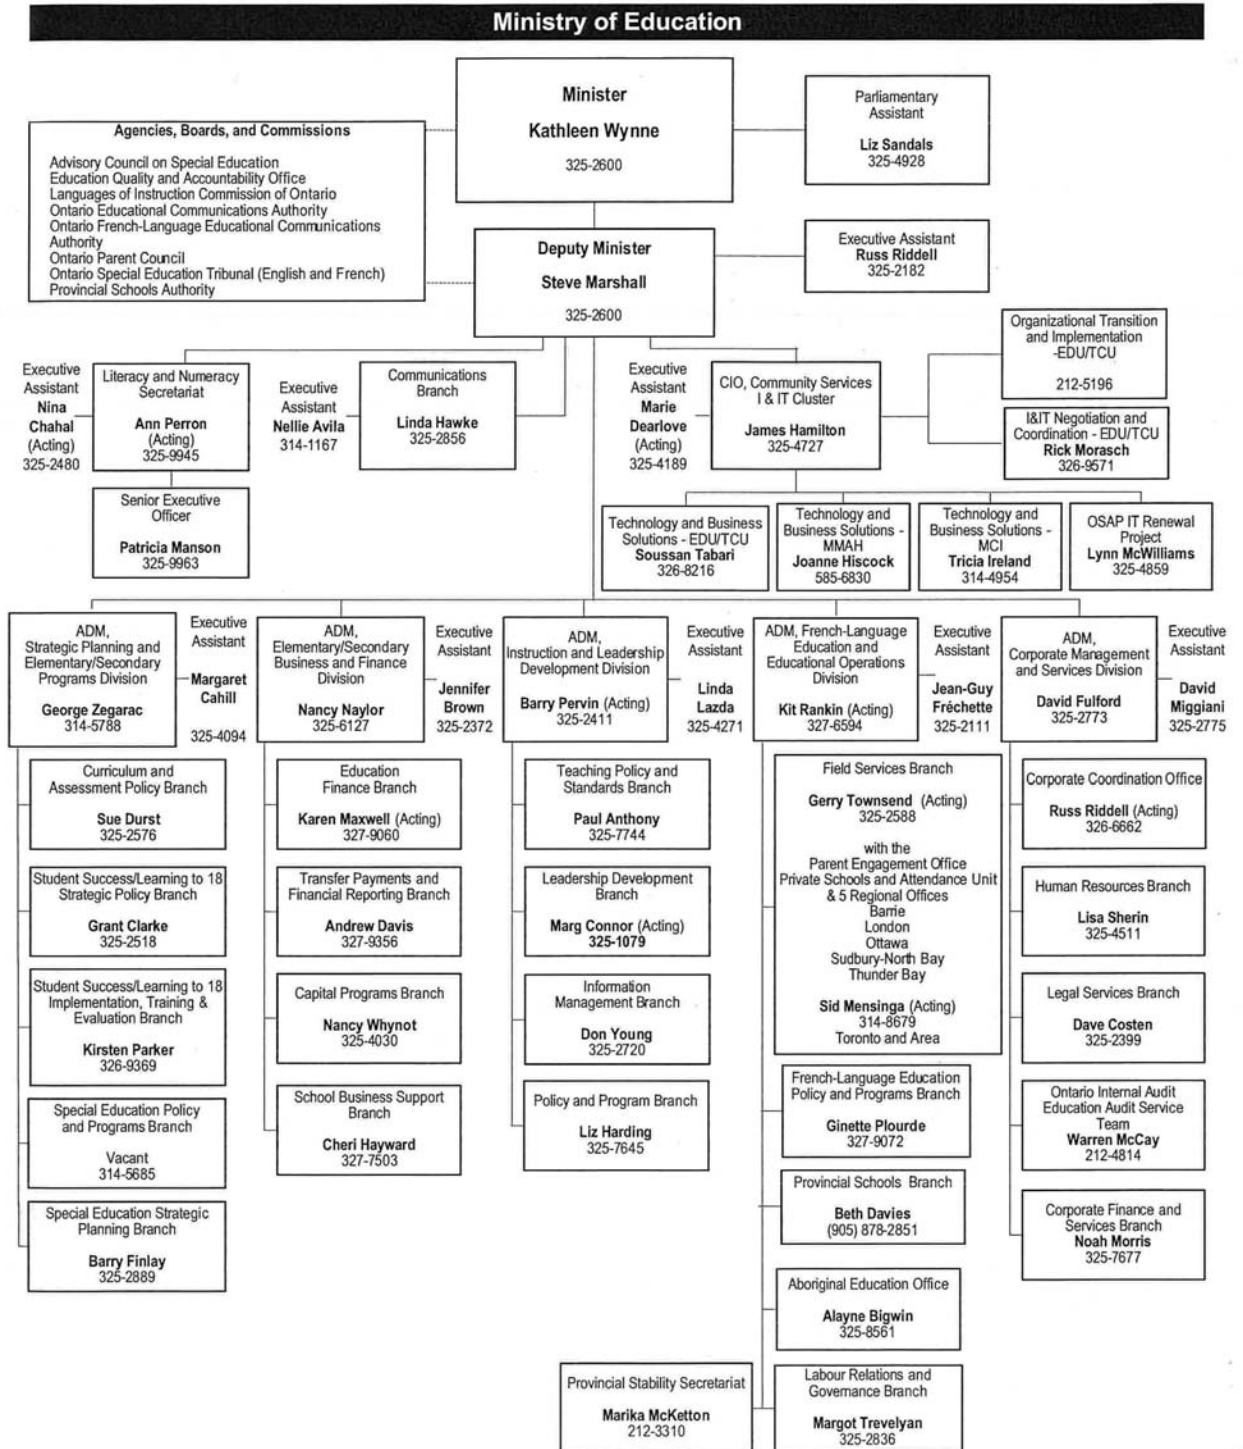 Ministry of Education
Minister
Kathleen Wynne
325-2600
Parliamentary
Assistant
Liz Sandals
325-4928
Agencies, Boards, and Commissions
Advisory Council on Special Education
Education Quality and Accountability Office
Languages of Instruction Commission of Ontario
Ontario Educational Communications Authority
Ontario French-Language Educational Communications
Authority
Ontario Parent Council
Ontario Special Education Tribunal (English and French)
Provincial Schools Authority
Deputy Minister
Steve Marshall
325-2600
Executive Assistant
Russ Riddell
325-2182
Executive
Assistant
Nina
Chahal
(Acting)
325-2480
Literacy and Numeracy
Secretariat
Ann Perron
(Acting)
325-9945
Senior Executive
Officer
Patricia Manson
325-9963
Executive
Assistant
Nellie Avila
314-1167
Communications
Branch
Linda Hawke
325-2856
Executive
Assistant
Marie
Dearlove
(Acting)
325-4189
CIO, Community Services
I & IT Cluster
James Hamilton
325-4727
Organizational Transition
and Implementation
-EDU/TCU
212-5196
I&IT Negotiation and
Coordination - EDU/TCU
Rick Morasch
326-9571
Technology and Business
Solutions - EDU/TCU
Soussan Tabari
326-8216
Technology and
Business Solutions -
MMAH
Joanne Hiscock
585-6830
Technology and
Business Solutions -
MCI
Tricia Ireland
314-4954
OSAP IT Renewal
Project
Lynn McWilliams
325-4859
ADM,
Strategic Planning and
Elementary/Secondary
Programs Division
George Zegarac
314-5788
Executive
Assistant
Margaret
Cahill
325-4094
Curriculum and
Assessment Policy Branch
Sue Durst
325-2576
Student Success/Learning to 18
Strategic Policy Branch
Grant Clarke
325-2518
Student Success/Learning to 18
Implementation, Training &
Evaluation Branch
Kirsten Parker
326-9369
Special Education Policy
and Programs Branch
Vacant
314-5685
Special Education Strategic
Planning Branch
Barry Finlay
325-2889
ADM,
Elementary/Secondary
Business and Finance
Division
Nancy Naylor
325-6127
Executive
Assistant
Jennifer
Brown
325-2372
Education
Finance Branch
Karen Maxwell (Acting)
327-9060
Transfer Payments and
Financial Reporting Branch
Andrew Davis
327-9356
Capital Programs Branch
Nancy Whynot
325-4030
School Business Support
Branch
Cheri Hayward
327-7503
ADM,
Instruction and Leadership
Development Division
Barry Pervin (Acting)
325-2411
Executive
Assistant
Linda
Lazda
325-4271
Teaching Policy and
Standards Branch
Paul Anthony
325-7744
Leadership Development
Branch
Marg Connor (Acting)
325-1079
Information
Management Branch
Don Young
325-2720
Policy and Program Branch
Liz Harding
325-7645
ADM, French-Language
Education and
Educational Operations
Division
Kit Rankin (Acting)
327-6594
Executive
Assistant
Jean-Guy
Fréchette
325-2111
Field Services Branch
Gerry Townsend (Acting)
325-2588
with the
Parent Engagement Office
Private Schools and Attendance Unit
& 5 Regional Offices
Barrie
London
Ottawa
Sudbury-North Bay
Thunder Bay
Sid Mensinga (Acting)
314-8679
Toronto and Area
French-Language Education
Policy and Programs Branch
Ginette Plourde
327-9072
Provincial Schools Branch
Beth Davies
(905) 878-2851
Aboriginal Education Office
Alayne Bigwin
325-8561
Provincial Stability Secretariat
Marika McKetton
212-3310
Labour Relations and
Governance Branch
Margot Trevelyan
325-2836
ADM,
Corporate Management
and Services Division
David Fulford
325-2773
Executive
Assistant
David
Miggiani
325-2775
Corporate Coordination Office
Russ Riddell (Acting)
326-6662
Human Resources Branch
Lisa Sherin
325-4511
Legal Services Branch
Dave Costen
325-2399
Ontario Internal Audit
Education Audit Service
Team
Warren McCay
212-4814
Corporate Finance and
Services Branch
Noah Morris
325-7677